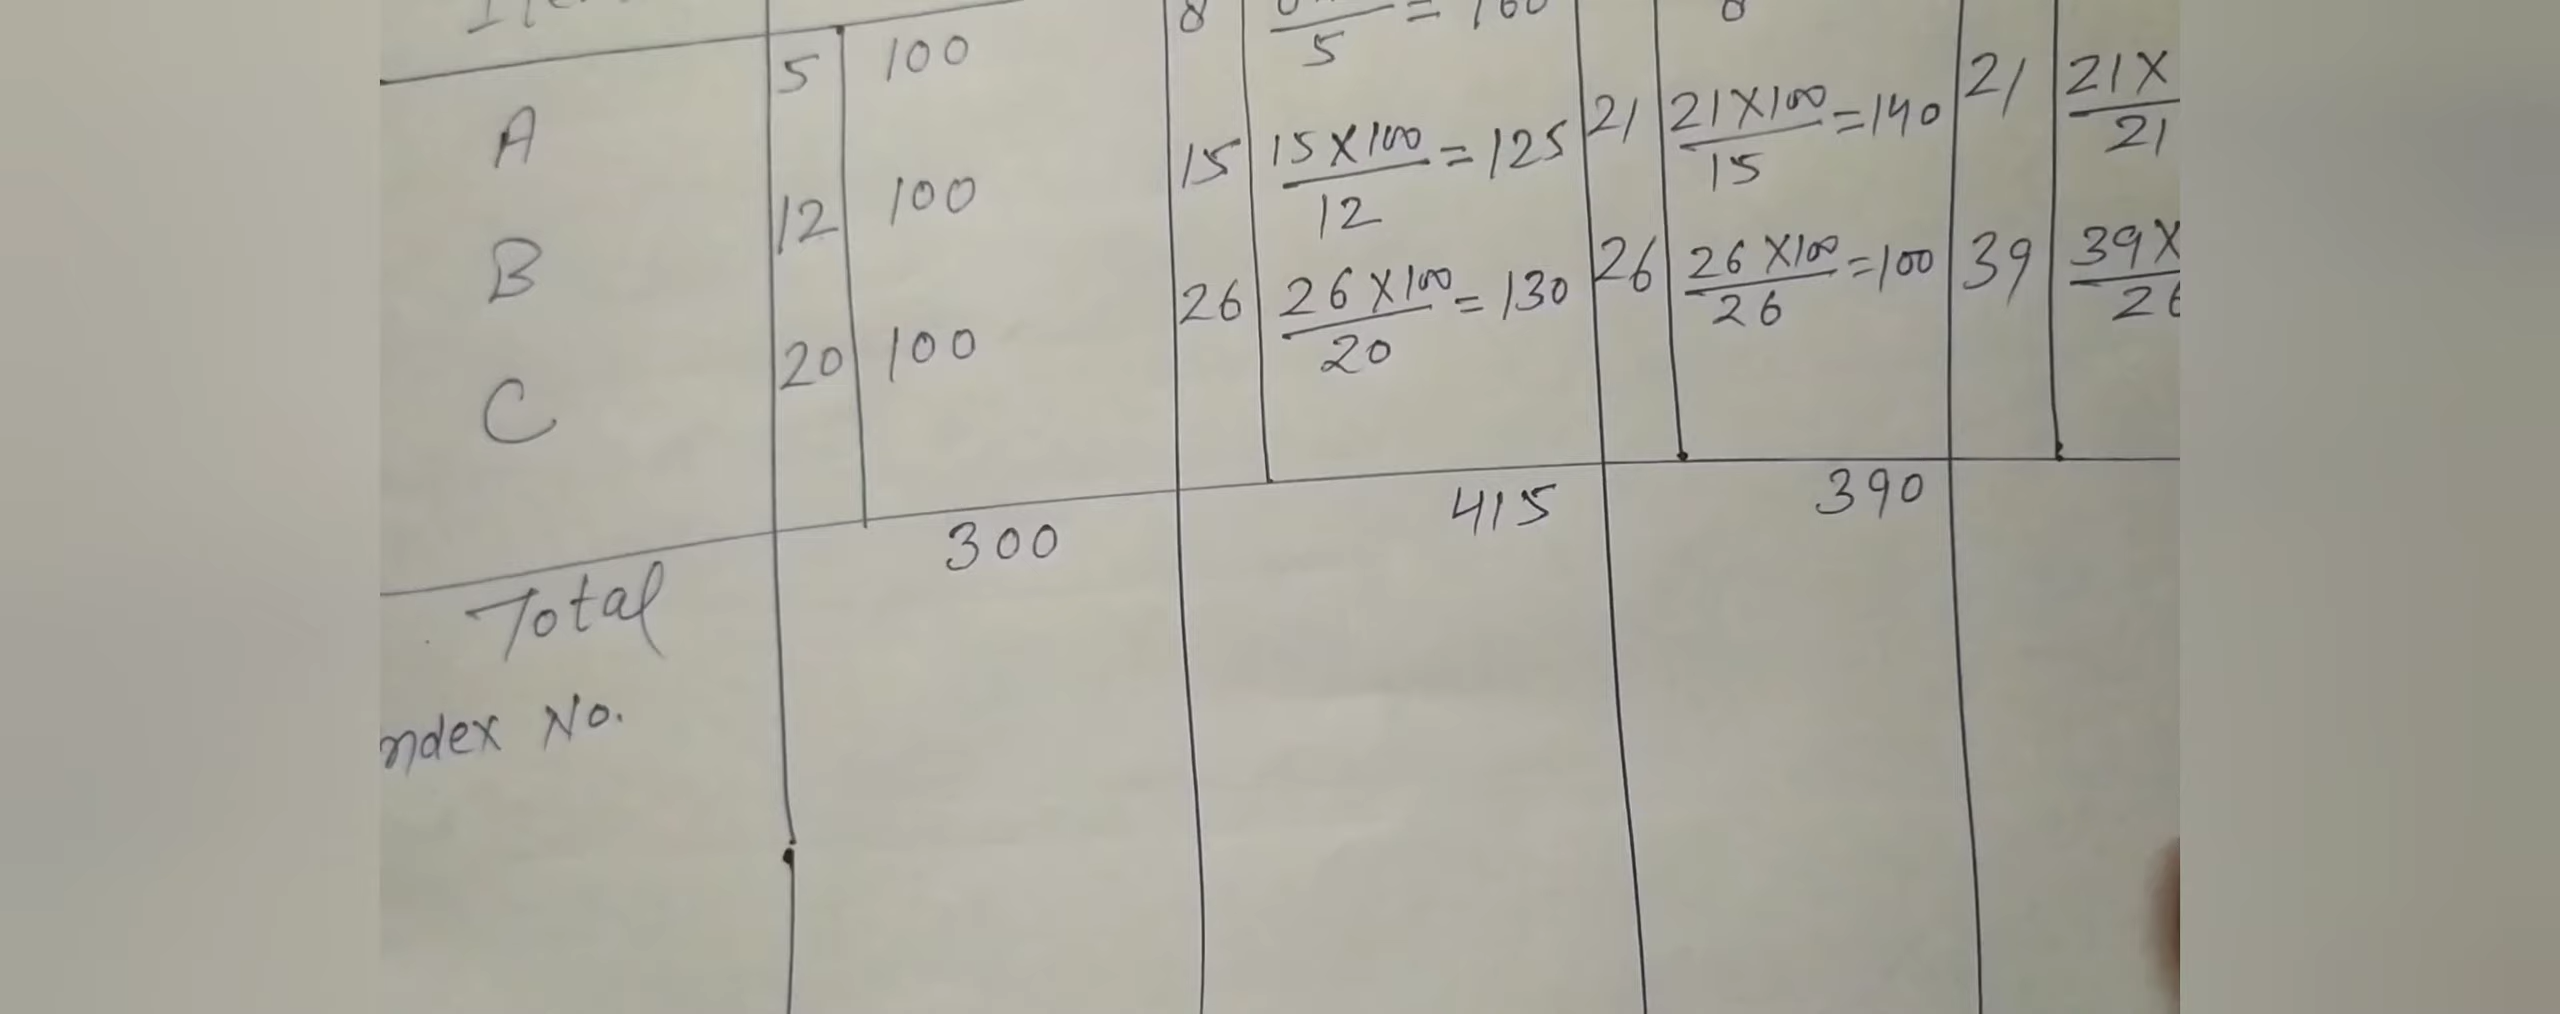 8 5 = 160 8
A 5 100
B 12 100 15 15 X 100 / 12 = 125 21 21 X 100 / 15 = 140 21 21 X / 21
C 20 100 26 26 X 100 / 20 = 130 26 26 X 100 / 26 = 100 39 39 X / 26
Total 300 415 390
ndex No.